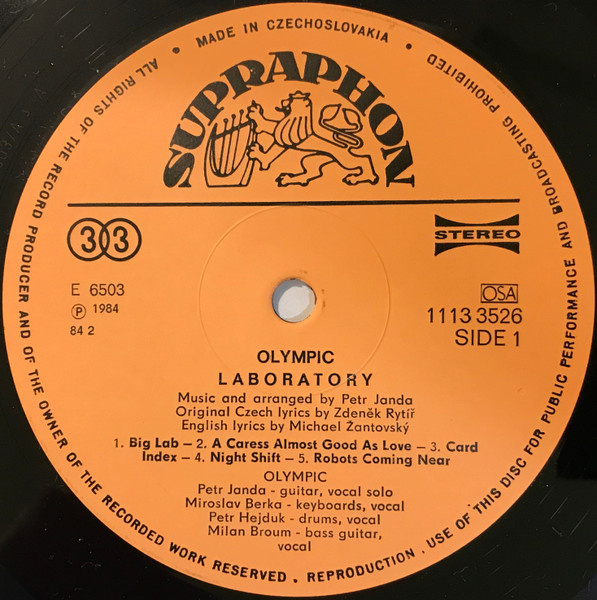 ALL RIGHTS OF THE RECORD PRODUCER AND OF THE OWNER OF THE RECORDED WORK RESERVED . REPRODUCTION . USE OF THIS DISC FOR PUBLIC PERFORMANCE AND BROADCASTING PROHIBITED
• MADE IN CZECHOSLOVAKIA •
SUPRAPHON
33
STEREO
E 6503
Ⓟ 1984
84 2
OSA
1113 3526
SIDE 1
OLYMPIC
LABORATORY
Music and arranged by Petr Janda
Original Czech lyrics by Zdeněk Rytíř
English lyrics by Michael Žantovský
1. Big Lab – 2. A Caress Almost Good As Love – 3. Card
Index – 4. Night Shift – 5. Robots Coming Near
OLYMPIC
Petr Janda - guitar, vocal solo
Miroslav Berka - keyboards, vocal
Petr Hejduk - drums, vocal
Milan Broum - bass guitar,
vocal